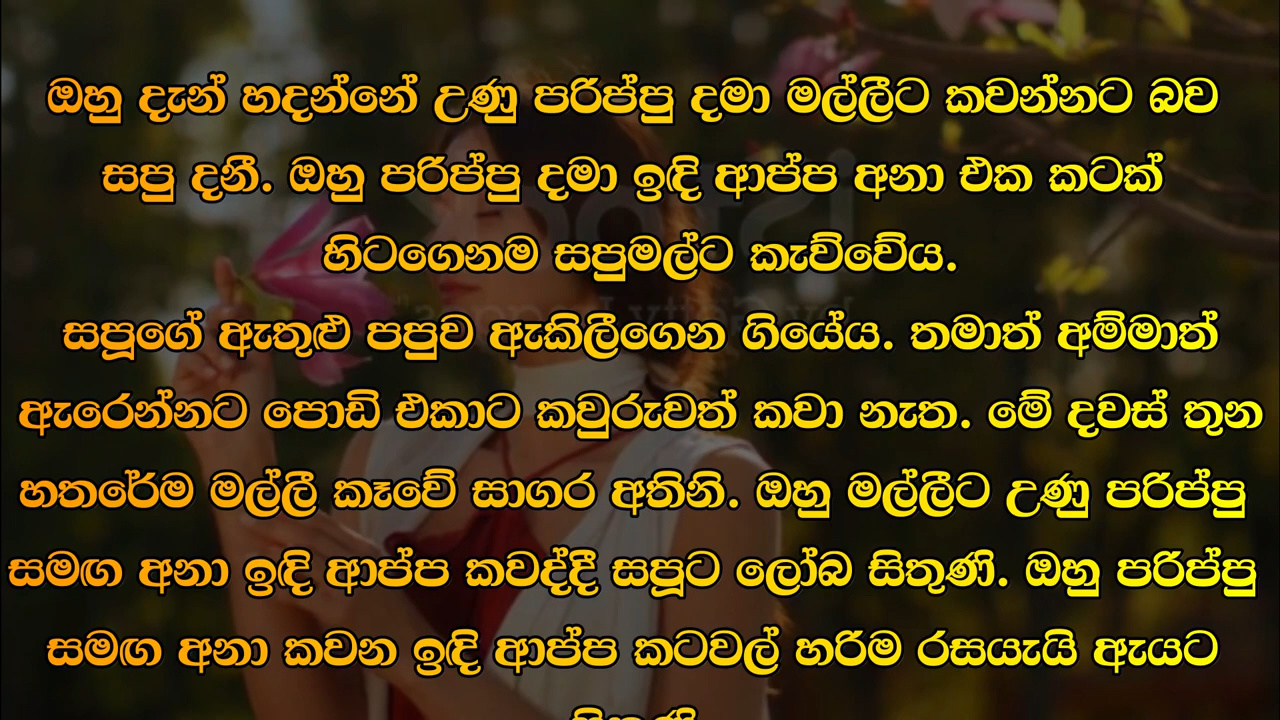 ඔහු දැන් හදන්නේ උණු පරිප්පු දමා මල්ලීට කවන්නට බව
සපු දනී. ඔහු පරිප්පු දමා ඉඳි ආප්ප අනා එක කටක්
හිටගෙනම සපුමල්ට කැව්වේය.
සපූගේ ඇතුළු පපුව ඇකිලීගෙන ගියේය. තමාත් අම්මාත්
ඇරෙන්නට පොඩි එකාට කවුරුවත් කවා නැත. මේ දවස් තුන
හතරේම මල්ලී කෑවේ සාගර අතිනි. ඔහු මල්ලීට උණු පරිප්පු
සමඟ අනා ඉඳි ආප්ප කවද්දී සපූට ලෝබ සිතුණි. ඔහු පරිප්පු
සමඟ අනා කවන ඉඳි ආප්ප කටවල් හරිම රසයැයි ඇයට